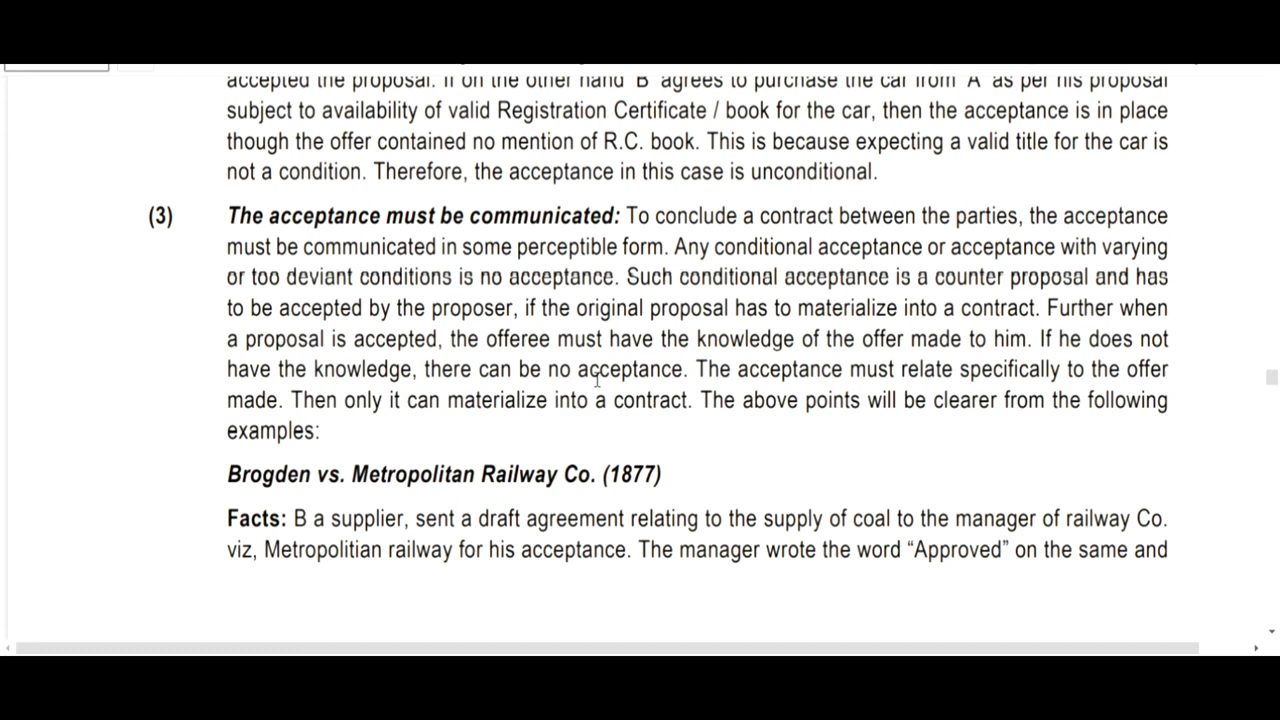 accepted the proposal. If on the other hand 'B' agrees to purchase the car from 'A' as per his proposal
subject to availability of valid Registration Certificate / book for the car, then the acceptance is in place
though the offer contained no mention of R.C. book. This is because expecting a valid title for the car is
not a condition. Therefore, the acceptance in this case is unconditional.
(3) The acceptance must be communicated: To conclude a contract between the parties, the acceptance
must be communicated in some perceptible form. Any conditional acceptance or acceptance with varying
or too deviant conditions is no acceptance. Such conditional acceptance is a counter proposal and has
to be accepted by the proposer, if the original proposal has to materialize into a contract. Further when
a proposal is accepted, the offeree must have the knowledge of the offer made to him. If he does not
have the knowledge, there can be no acceptance. The acceptance must relate specifically to the offer
made. Then only it can materialize into a contract. The above points will be clearer from the following
examples:
Brogden vs. Metropolitan Railway Co. (1877)
Facts: B a supplier, sent a draft agreement relating to the supply of coal to the manager of railway Co.
viz, Metropolitian railway for his acceptance. The manager wrote the word “Approved” on the same and